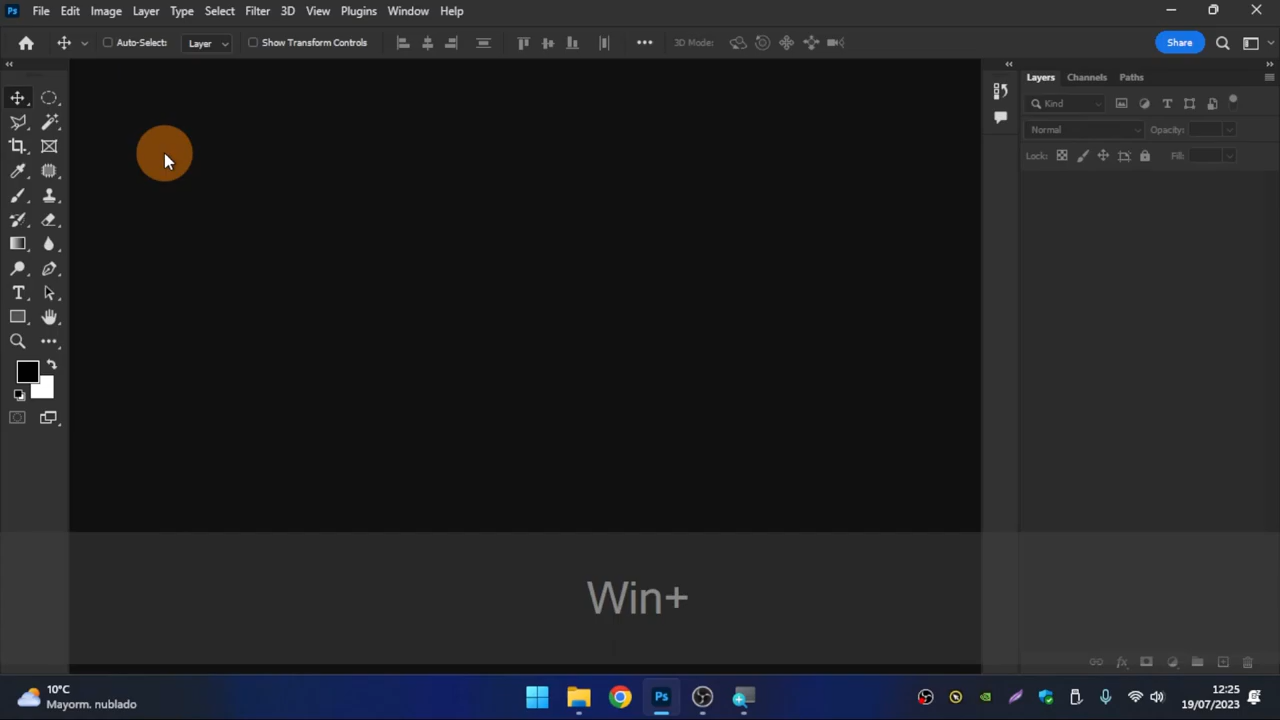 Ps File Edit Image Layer Type Select Filter 3D View Plugins Window Help
Auto-Select: Layer Show Transform Controls 3D Mode: Share
Layers Channels Paths
Kind
Normal Opacity:
Lock: Fill:
Win+
10°C
Mayorm. nublado
Ps
12:25
19/07/2023